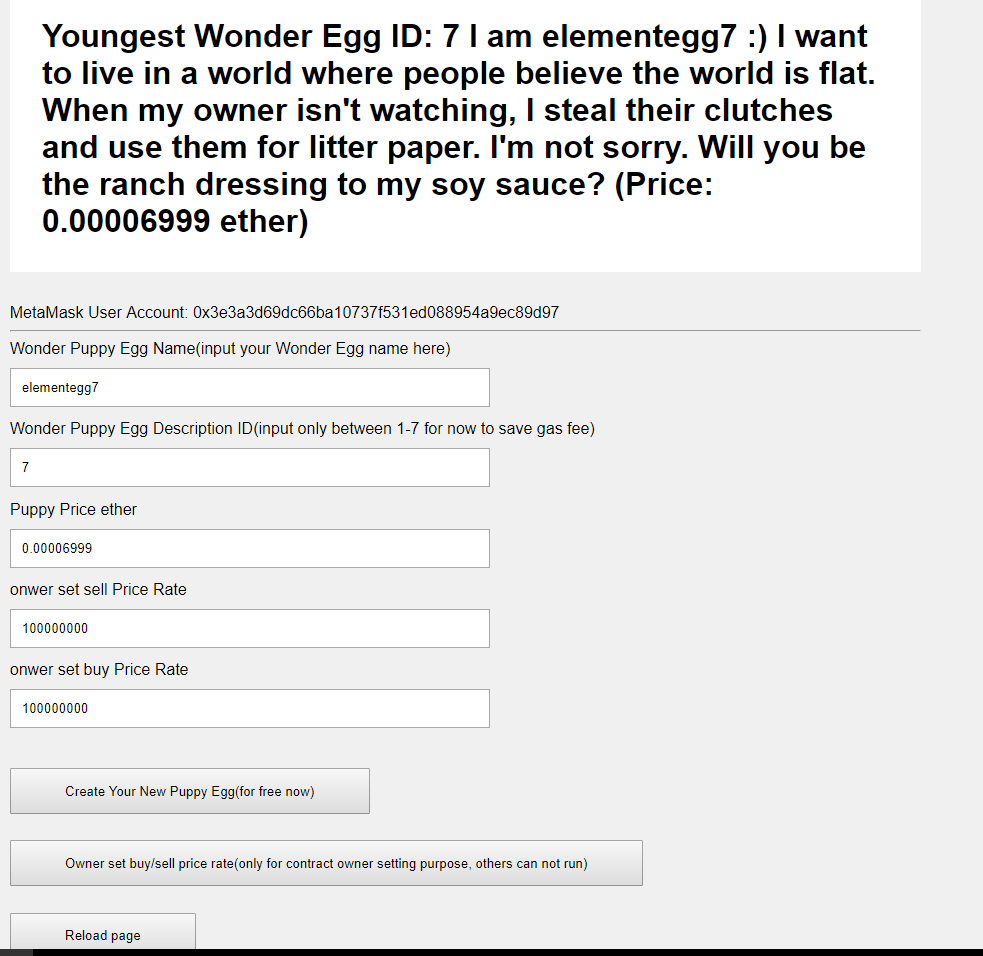 Youngest Wonder Egg ID: 7 I am elementegg7 :) I want
to live in a world where people believe the world is flat.
When my owner isn't watching, I steal their clutches
and use them for litter paper. I'm not sorry. Will you be
the ranch dressing to my soy sauce? (Price:
0.00006999 ether)
MetaMask User Account: 0x3e3a3d69dc66ba10737f531ed088954a9ec89d97
Wonder Puppy Egg Name(input your Wonder Egg name here)
elementegg7
Wonder Puppy Egg Description ID(input only between 1-7 for now to save gas fee)
7
Puppy Price ether
0.00006999
onwer set sell Price Rate
100000000
onwer set buy Price Rate
100000000
Create Your New Puppy Egg(for free now)
Owner set buy/sell price rate(only for contract owner setting purpose, others can not run)
Reload page